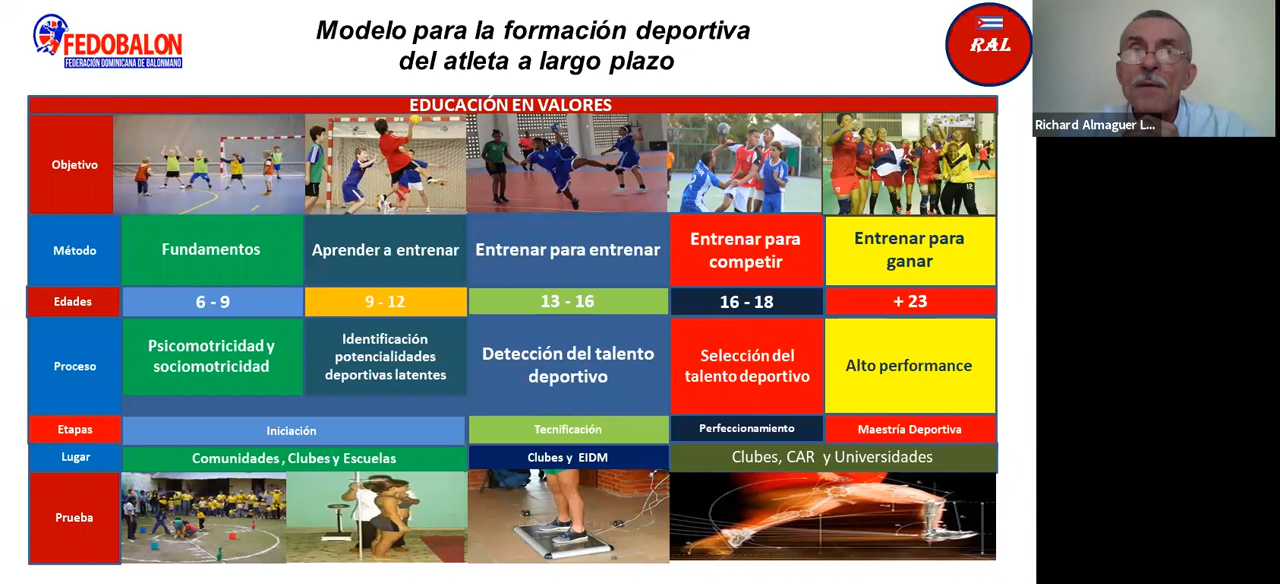 FEDOBALON
FEDERACIÓN DOMINICANA DE BALONMANO
Modelo para la formación deportiva
del atleta a largo plazo
RAL
Richard Almaguer L...
EDUCACIÓN EN VALORES
Objetivo
12
Método
Fundamentos
Aprender a entrenar
Entrenar para entrenar
Entrenar para
competir
Entrenar para
ganar
Edades
6 - 9
9 - 12
13 - 16
16 - 18
+ 23
Proceso
Psicomotricidad y
sociomotricidad
Identificación
potencialidades
deportivas latentes
Detección del talento
deportivo
Selección del
talento deportivo
Alto performance
Etapas
Iniciación
Tecnificación
Perfeccionamiento
Maestría Deportiva
Lugar
Comunidades , Clubes y Escuelas
Clubes y EIDM
Clubes, CAR y Universidades
Prueba